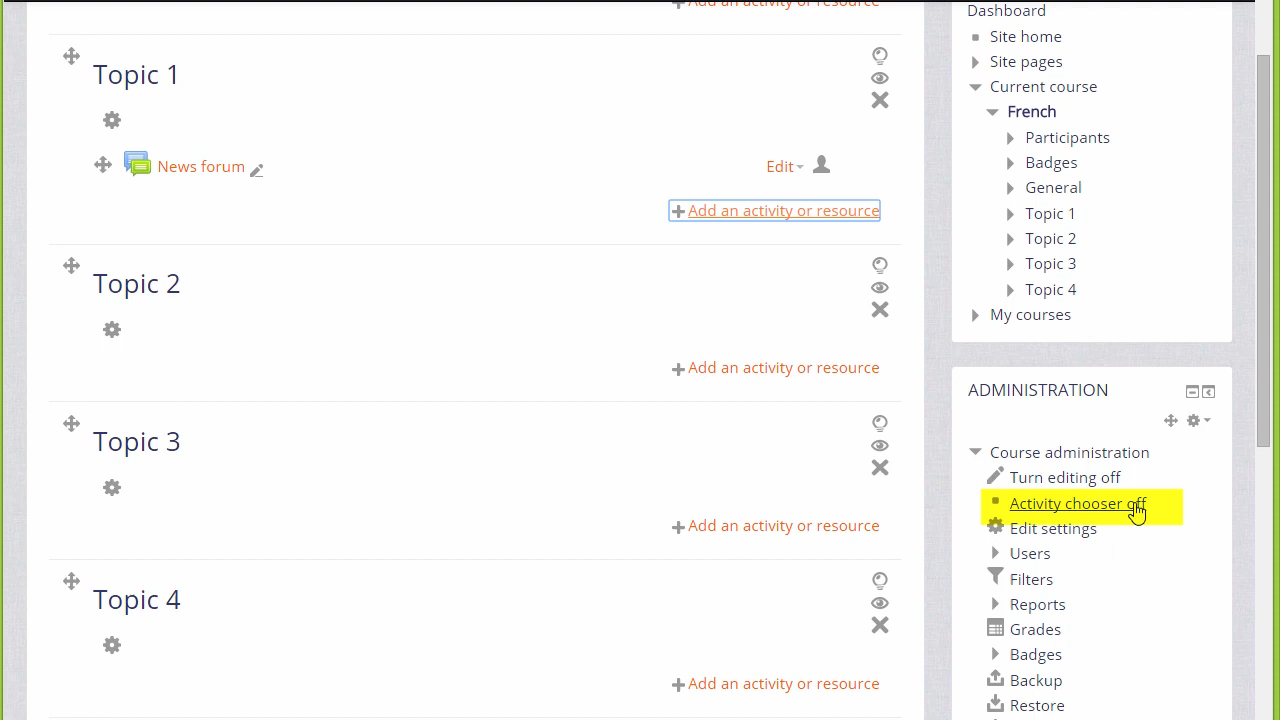 Add an activity or resource
Topic 1
News forum
Edit
Add an activity or resource
Topic 2
Add an activity or resource
Topic 3
Add an activity or resource
Topic 4
Add an activity or resource
Dashboard
Site home
Site pages
Current course
French
Participants
Badges
General
Topic 1
Topic 2
Topic 3
Topic 4
My courses
ADMINISTRATION
Course administration
Turn editing off
Activity chooser off
Edit settings
Users
Filters
Reports
Grades
Badges
Backup
Restore